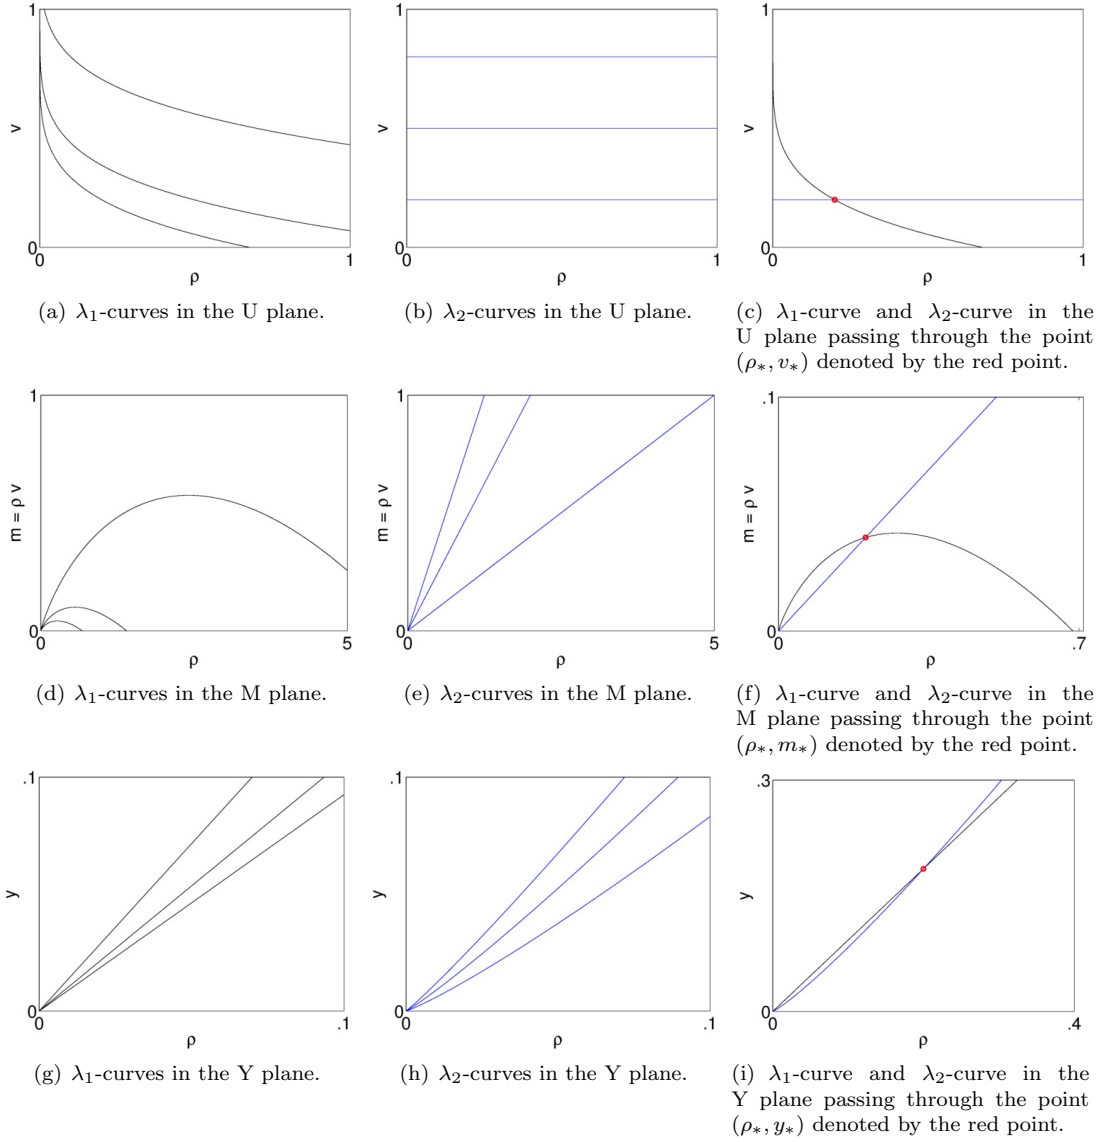 1
v
0
0
ρ
1
1
v
0
0
ρ
1
1
v
0
0
ρ
1
(a) λ₁-curves in the U plane.
(b) λ₂-curves in the U plane.
(c) λ₁-curve and λ₂-curve in the
U plane passing through the point
(ρ∗, v∗) denoted by the red point.
1
m = ρ v
0
0
ρ
5
1
m = ρ v
0
0
ρ
5
.1
m = ρ v
0
0
ρ
.7
(d) λ₁-curves in the M plane.
(e) λ₂-curves in the M plane.
(f) λ₁-curve and λ₂-curve in the
M plane passing through the point
(ρ∗, m∗) denoted by the red point.
.1
y
0
0
ρ
.1
.1
y
0
0
ρ
.1
.3
y
0
0
ρ
.4
(g) λ₁-curves in the Y plane.
(h) λ₂-curves in the Y plane.
(i) λ₁-curve and λ₂-curve in the
Y plane passing through the point
(ρ∗, y∗) denoted by the red point.